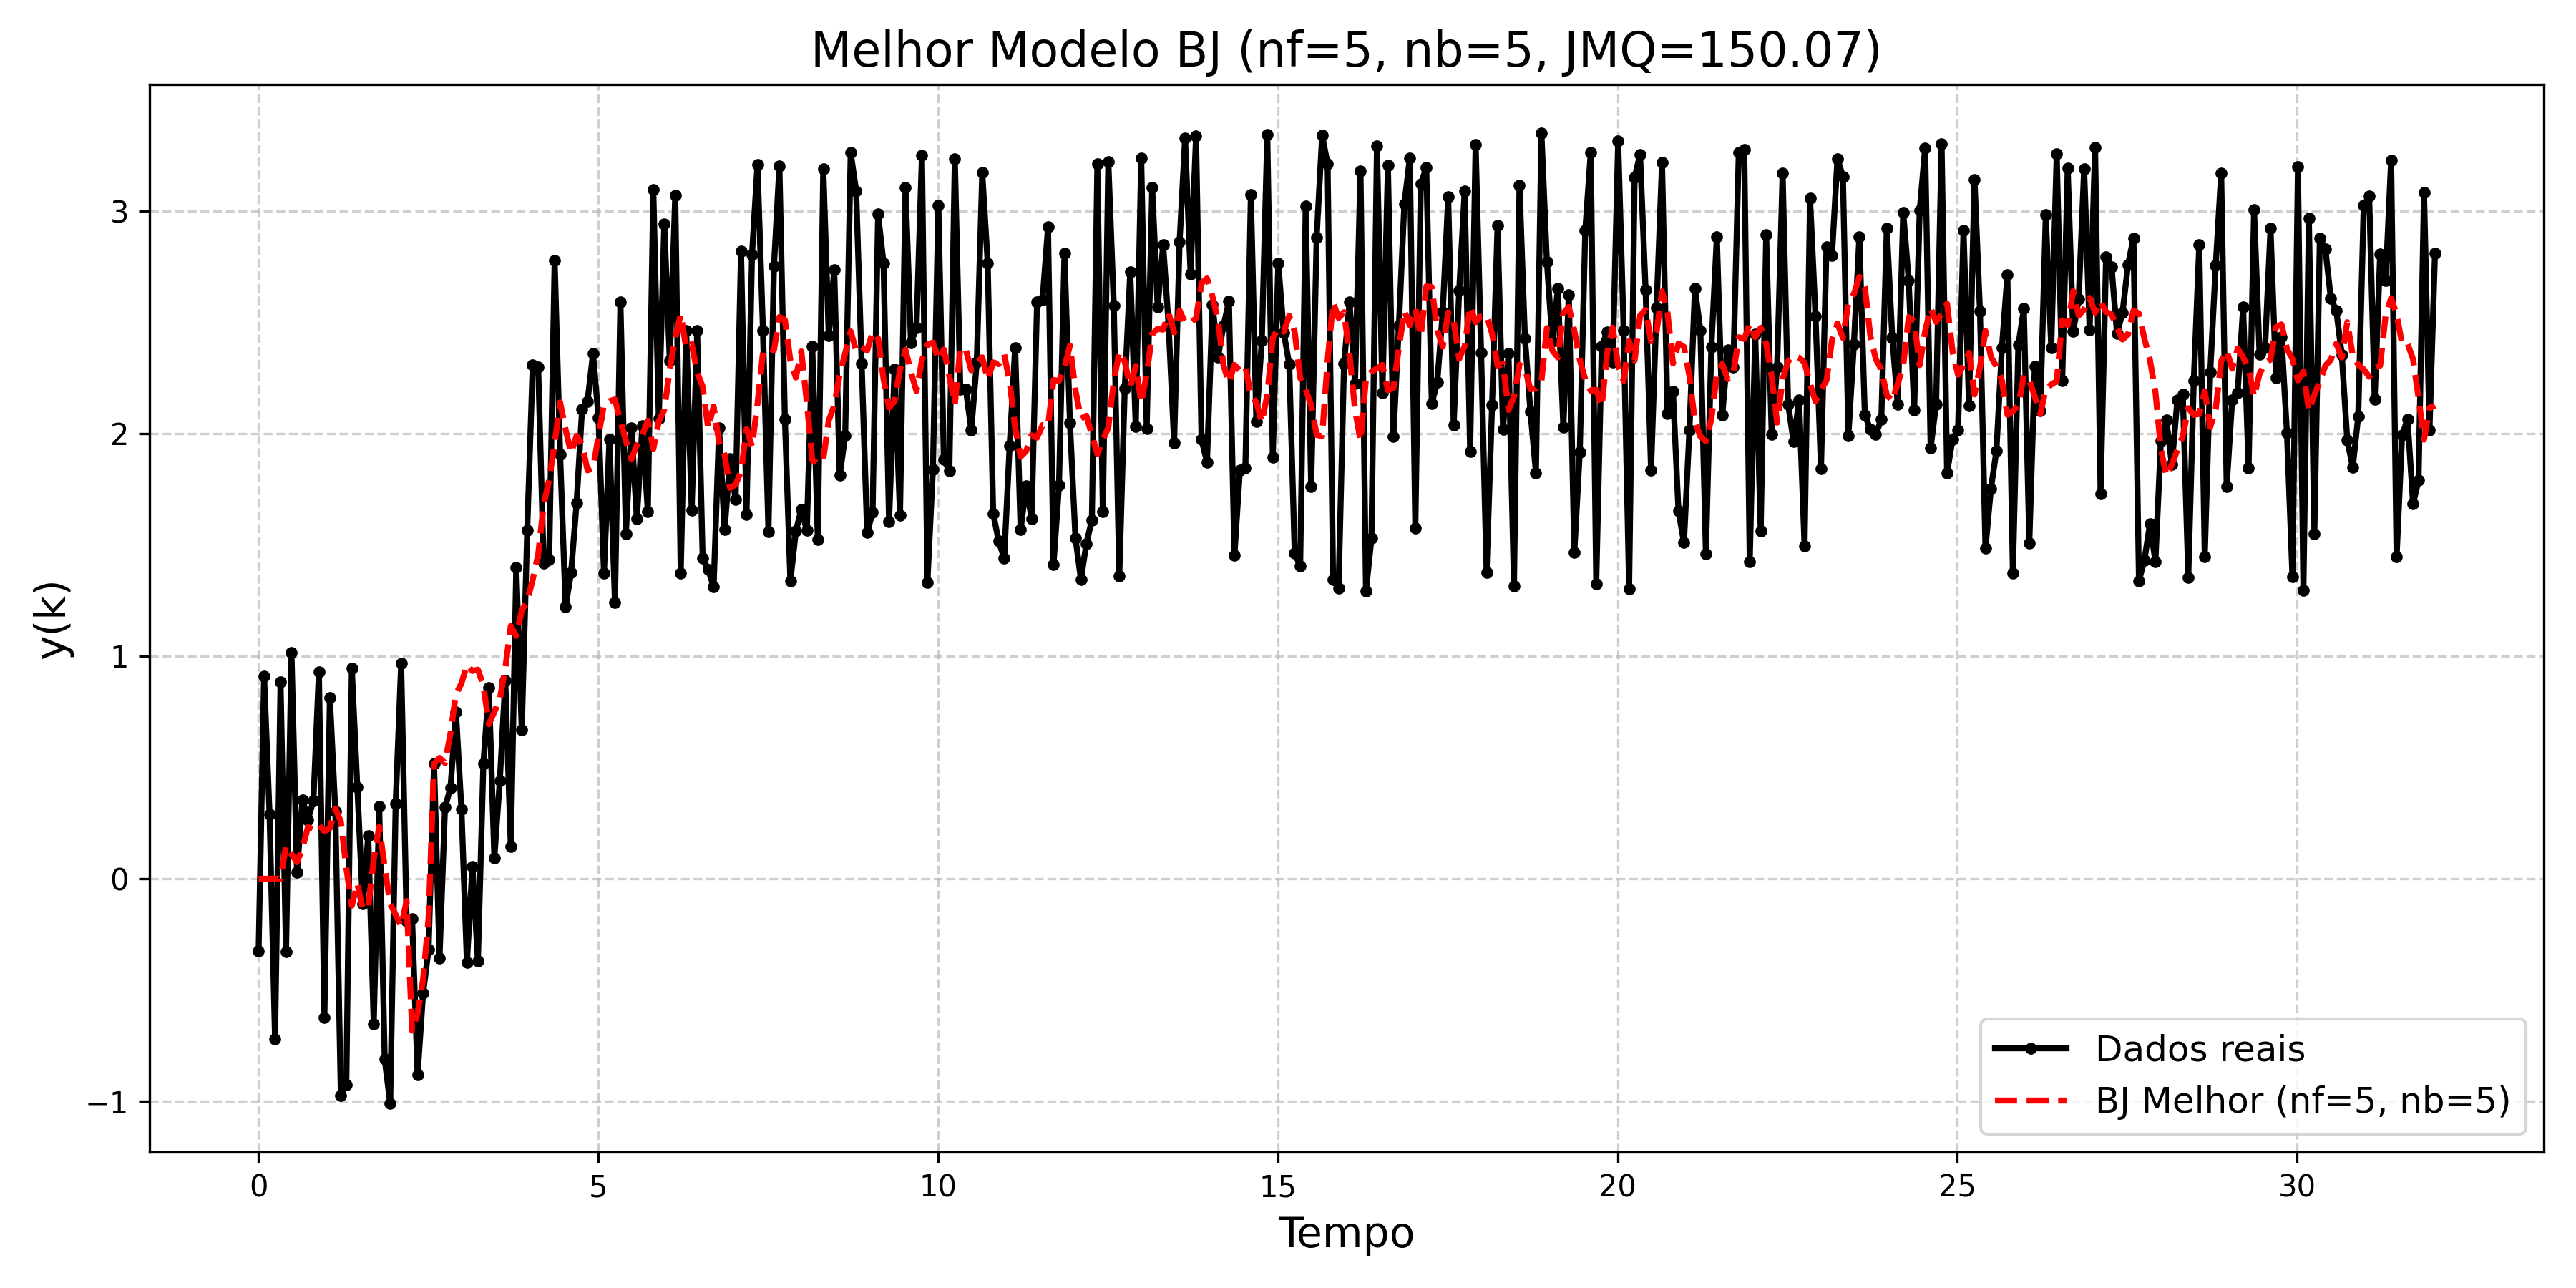 Melhor Modelo BJ (nf=5, nb=5, JMQ=150.07)
y(k)
3
2
1
0
−1
0 5 10 15 20 25 30
Tempo
Dados reais
BJ Melhor (nf=5, nb=5)